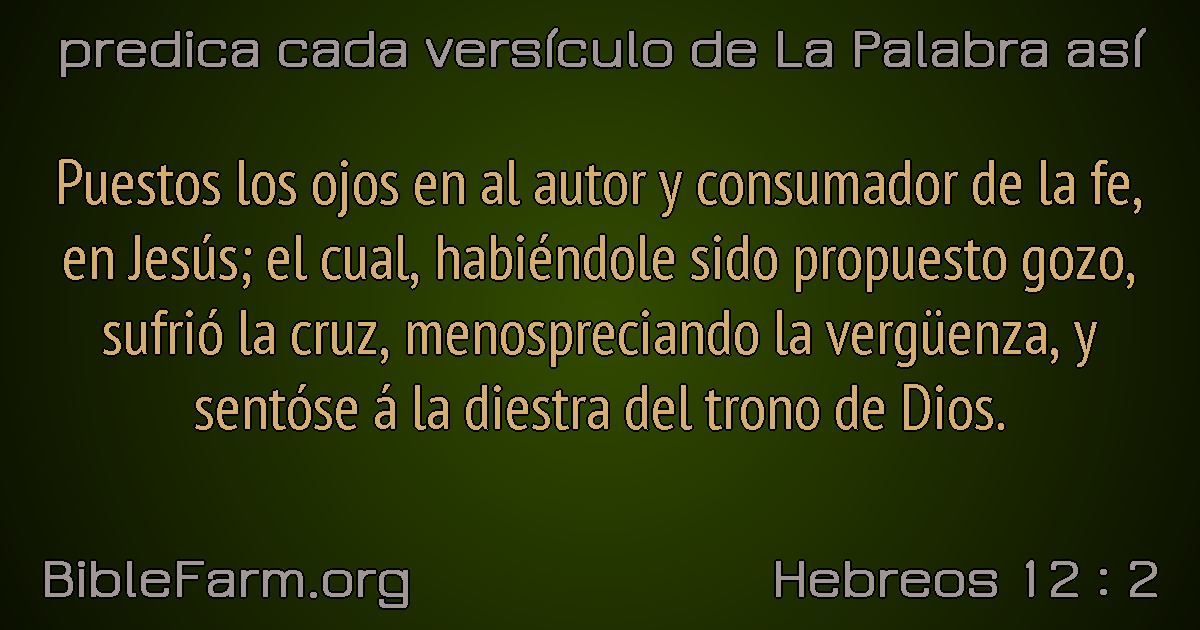 predica cada versículo de La Palabra así
Puestos los ojos en al autor y consumador de la fe,
en Jesús; el cual, habiéndole sido propuesto gozo,
sufrió la cruz, menospreciando la vergüenza, y
sentóse á la diestra del trono de Dios.
BibleFarm.org
Hebreos 12 : 2